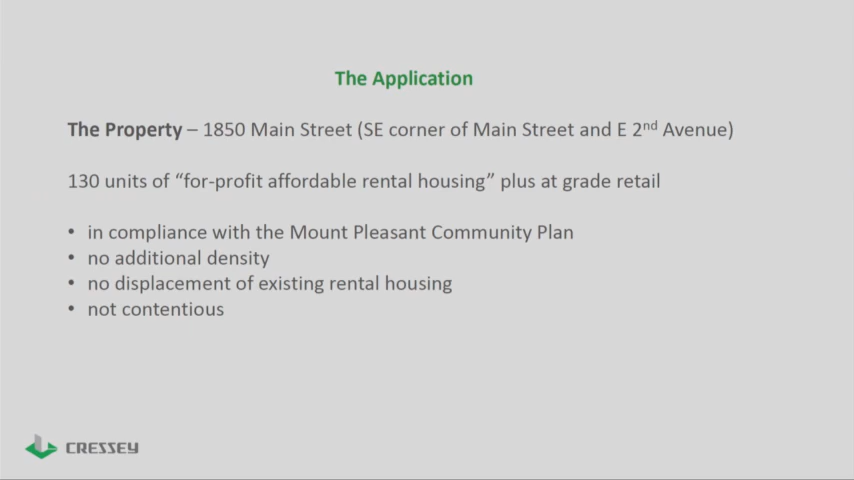 The Application
The Property – 1850 Main Street (SE corner of Main Street and E 2nd Avenue)
130 units of “for-profit affordable rental housing” plus at grade retail
• in compliance with the Mount Pleasant Community Plan
• no additional density
• no displacement of existing rental housing
• not contentious
CRESSEY